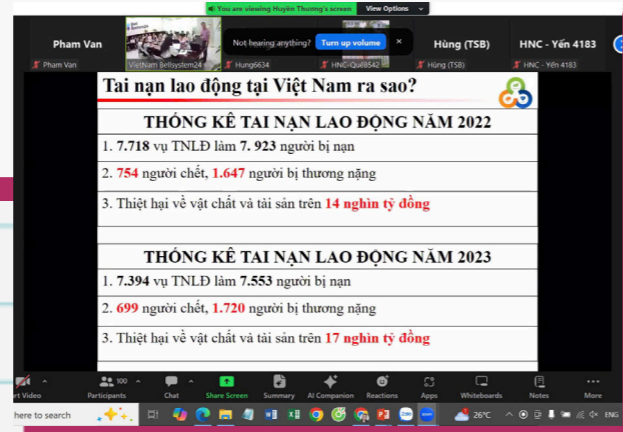 You are viewing Huyền Thương's screen
View Options
Pham Van
Not hearing anything?
Turn up volume
×
Hùng (TSB)
HNC - Yến 4183
Pham Van
VietNam Bellsystem24
Hung6634
HNC-Quế8542
Hùng (TSB)
HNC - Yến 4183
Tai nạn lao động tại Việt Nam ra sao?
THỐNG KÊ TAI NẠN LAO ĐỘNG NĂM 2022
1. 7.718 vụ TNLĐ làm 7. 923 người bị nạn
2. 754 người chết, 1.647 người bị thương nặng
3. Thiệt hại về vật chất và tài sản trên 14 nghìn tỷ đồng
THỐNG KÊ TAI NẠN LAO ĐỘNG NĂM 2023
1. 7.394 vụ TNLĐ làm 7.553 người bị nạn
2. 699 người chết, 1.720 người bị thương nặng
3. Thiệt hại về vật chất và tài sản trên 17 nghìn tỷ đồng
100
rt Video
Participants
Chat
Share Screen
Summary
AI Companion
Reactions
Apps
Whiteboards
Notes
More
here to search
26°C
ENG